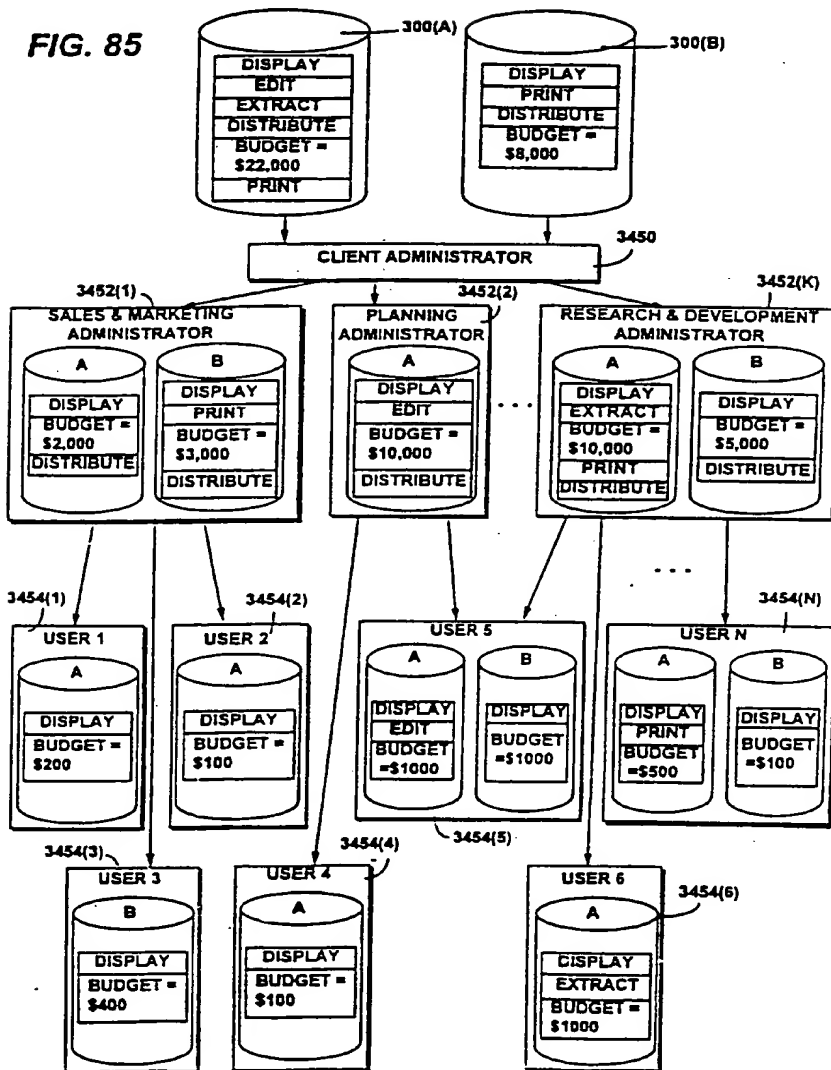 FIG. 85
300(A)
DISPLAY
EDIT
EXTRACT
DISTRIBUTE
BUDGET =
$22,000
PRINT
300(B)
DISPLAY
PRINT
DISTRIBUTE
BUDGET =
$8,000
CLIENT ADMINISTRATOR
3450
3452(1)
SALES & MARKETING
ADMINISTRATOR
A
DISPLAY
BUDGET =
$2,000
DISTRIBUTE
B
DISPLAY
PRINT
BUDGET =
$3,000
DISTRIBUTE
3452(2)
PLANNING
ADMINISTRATOR
A
DISPLAY
EDIT
BUDGET =
$10,000
DISTRIBUTE
. . .
3452(K)
RESEARCH & DEVELOPMENT
ADMINISTRATOR
A
DISPLAY
EXTRACT
BUDGET =
$10,000
PRINT
DISTRIBUTE
B
DISPLAY
BUDGET =
$5,000
DISTRIBUTE
3454(1)
USER 1
A
DISPLAY
BUDGET =
$200
3454(2)
USER 2
A
DISPLAY
BUDGET =
$100
USER 5
A
DISPLAY
EDIT
BUDGET
=$1000
B
DISPLAY
BUDGET
=$1000
3454(5)
. . .
3454(N)
USER N
A
DISPLAY
PRINT
BUDGET
=$500
B
DISPLAY
BUDGET
=$100
3454(3)
USER 3
B
DISPLAY
BUDGET =
$400
3454(4)
USER 4
A
DISPLAY
BUDGET =
$100
3454(6)
USER 6
A
DISPLAY
EXTRACT
BUDGET =
$1000